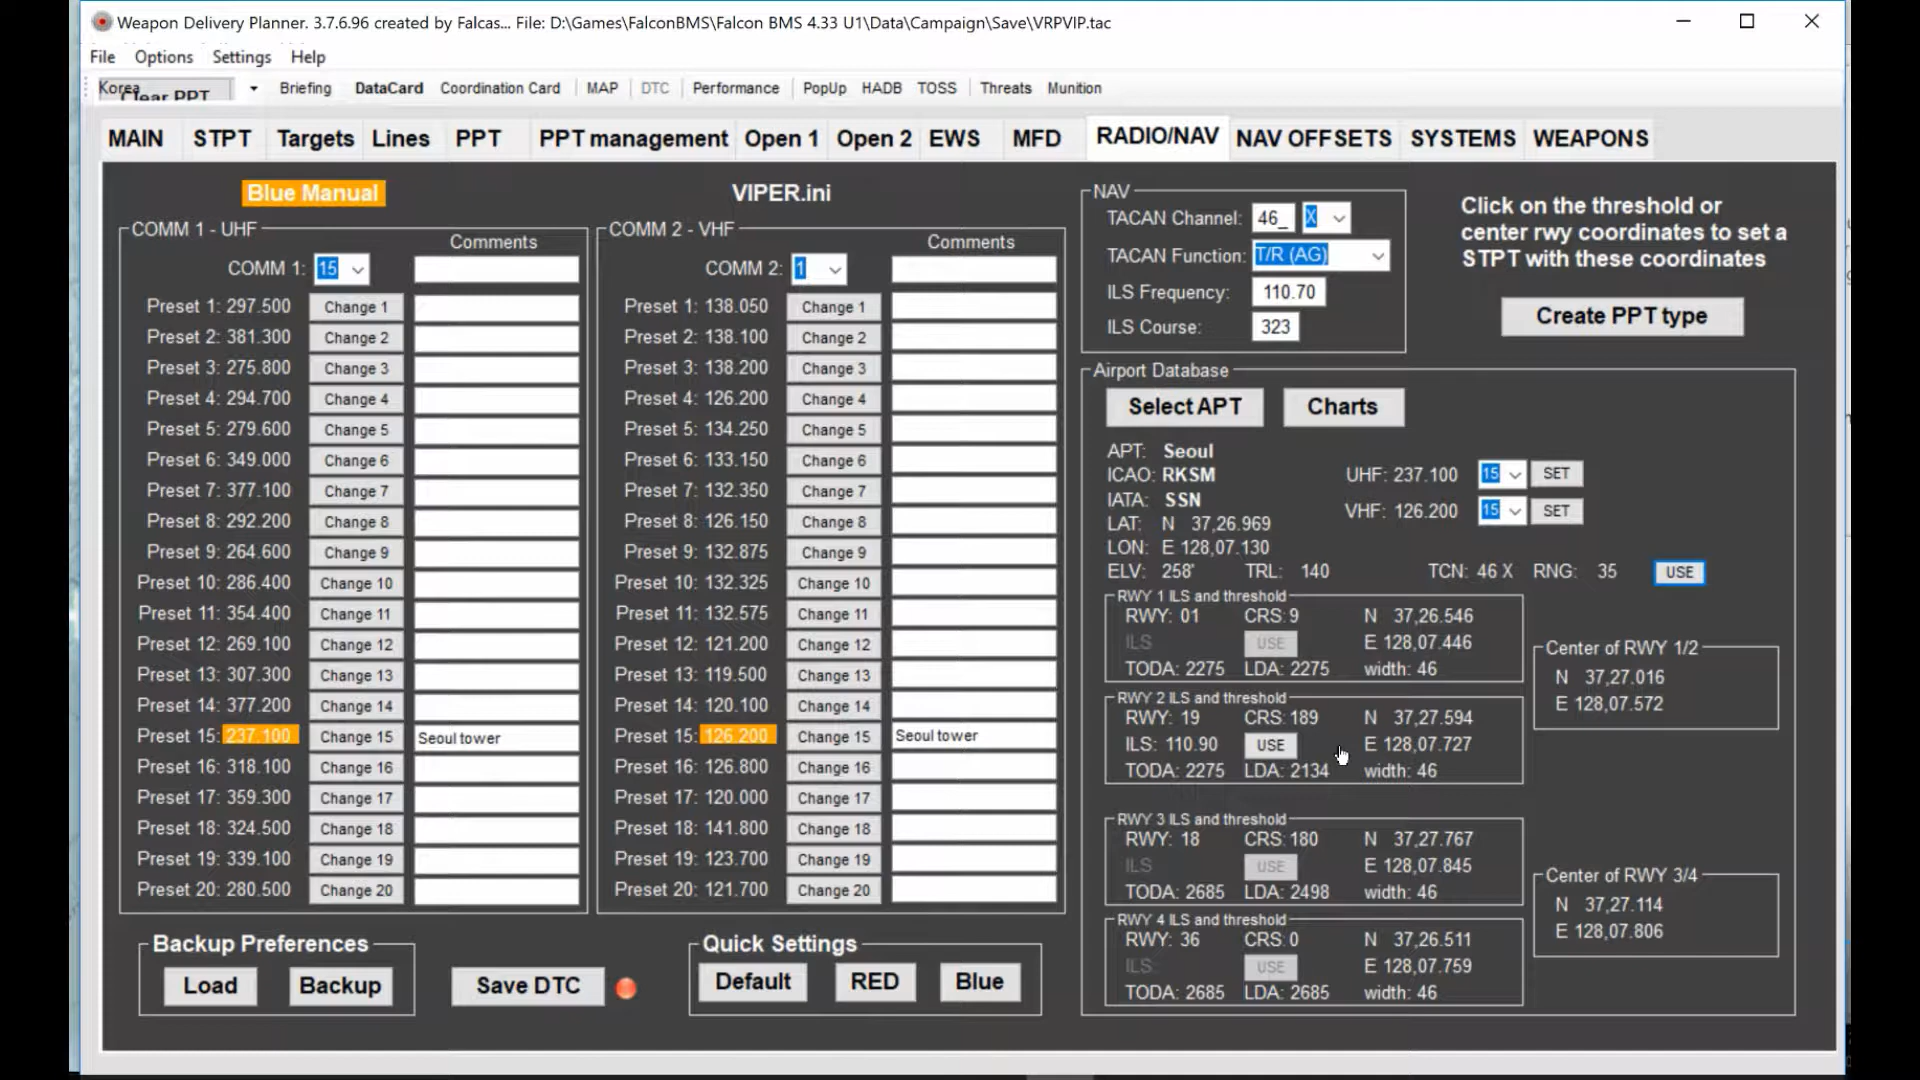 Weapon Delivery Planner. 3.7.6.96 created by Falcas... File: D:\Games\FalconBMS\Falcon BMS 4.33 U1\Data\Campaign\Save\VRPVIP.tac
File Options Settings Help
Korea Clear PPT Briefing DataCard Coordination Card MAP DTC Performance PopUp HADB TOSS Threats Munition
MAIN STPT Targets Lines PPT PPT management Open 1 Open 2 EWS MFD RADIO/NAV NAV OFFSETS SYSTEMS WEAPONS
Blue Manual VIPER.ini
COMM 1 - UHF
Comments
COMM 1: 15
Preset 1: 297.500 Change 1
Preset 2: 381.300 Change 2
Preset 3: 275.800 Change 3
Preset 4: 294.700 Change 4
Preset 5: 279.600 Change 5
Preset 6: 349.000 Change 6
Preset 7: 377.100 Change 7
Preset 8: 292.200 Change 8
Preset 9: 264.600 Change 9
Preset 10: 286.400 Change 10
Preset 11: 354.400 Change 11
Preset 12: 269.100 Change 12
Preset 13: 307.300 Change 13
Preset 14: 377.200 Change 14
Preset 15: 237.100 Change 15 Seoul tower
Preset 16: 318.100 Change 16
Preset 17: 359.300 Change 17
Preset 18: 324.500 Change 18
Preset 19: 339.100 Change 19
Preset 20: 280.500 Change 20
COMM 2 - VHF
Comments
COMM 2: 1
Preset 1: 138.050 Change 1
Preset 2: 138.100 Change 2
Preset 3: 138.200 Change 3
Preset 4: 126.200 Change 4
Preset 5: 134.250 Change 5
Preset 6: 133.150 Change 6
Preset 7: 132.350 Change 7
Preset 8: 126.150 Change 8
Preset 9: 132.875 Change 9
Preset 10: 132.325 Change 10
Preset 11: 132.575 Change 11
Preset 12: 121.200 Change 12
Preset 13: 119.500 Change 13
Preset 14: 120.100 Change 14
Preset 15: 126.200 Change 15 Seoul tower
Preset 16: 126.800 Change 16
Preset 17: 120.000 Change 17
Preset 18: 141.800 Change 18
Preset 19: 123.700 Change 19
Preset 20: 121.700 Change 20
NAV
TACAN Channel: 46_ X
TACAN Function: T/R (AG)
ILS Frequency: 110.70
ILS Course: 323
Click on the threshold or
center rwy coordinates to set a
STPT with these coordinates
Create PPT type
Airport Database
Select APT Charts
APT: Seoul
ICAO: RKSM UHF: 237.100 15 SET
IATA: SSN
VHF: 126.200 15 SET
LAT: N 37,26.969
LON: E 128,07.130
ELV: 258' TRL: 140 TCN: 46 X RNG: 35 USE
RWY 1 ILS and threshold
RWY: 01 CRS: 9 N 37,26.546
ILS USE E 128,07.446
TODA: 2275 LDA: 2275 width: 46
RWY 2 ILS and threshold
RWY: 19 CRS: 189 N 37,27.594
ILS: 110.90 USE E 128,07.727
TODA: 2275 LDA: 2134 width: 46
Center of RWY 1/2
N 37,27.016
E 128,07.572
RWY 3 ILS and threshold
RWY: 18 CRS: 180 N 37,27.767
ILS USE E 128,07.845
TODA: 2685 LDA: 2498 width: 46
RWY 4 ILS and threshold
RWY: 36 CRS: 0 N 37,26.511
ILS: USE E 128,07.759
TODA: 2685 LDA: 2685 width: 46
Center of RWY 3/4
N 37,27.114
E 128,07.806
Backup Preferences
Load Backup
Save DTC
Quick Settings
Default RED Blue